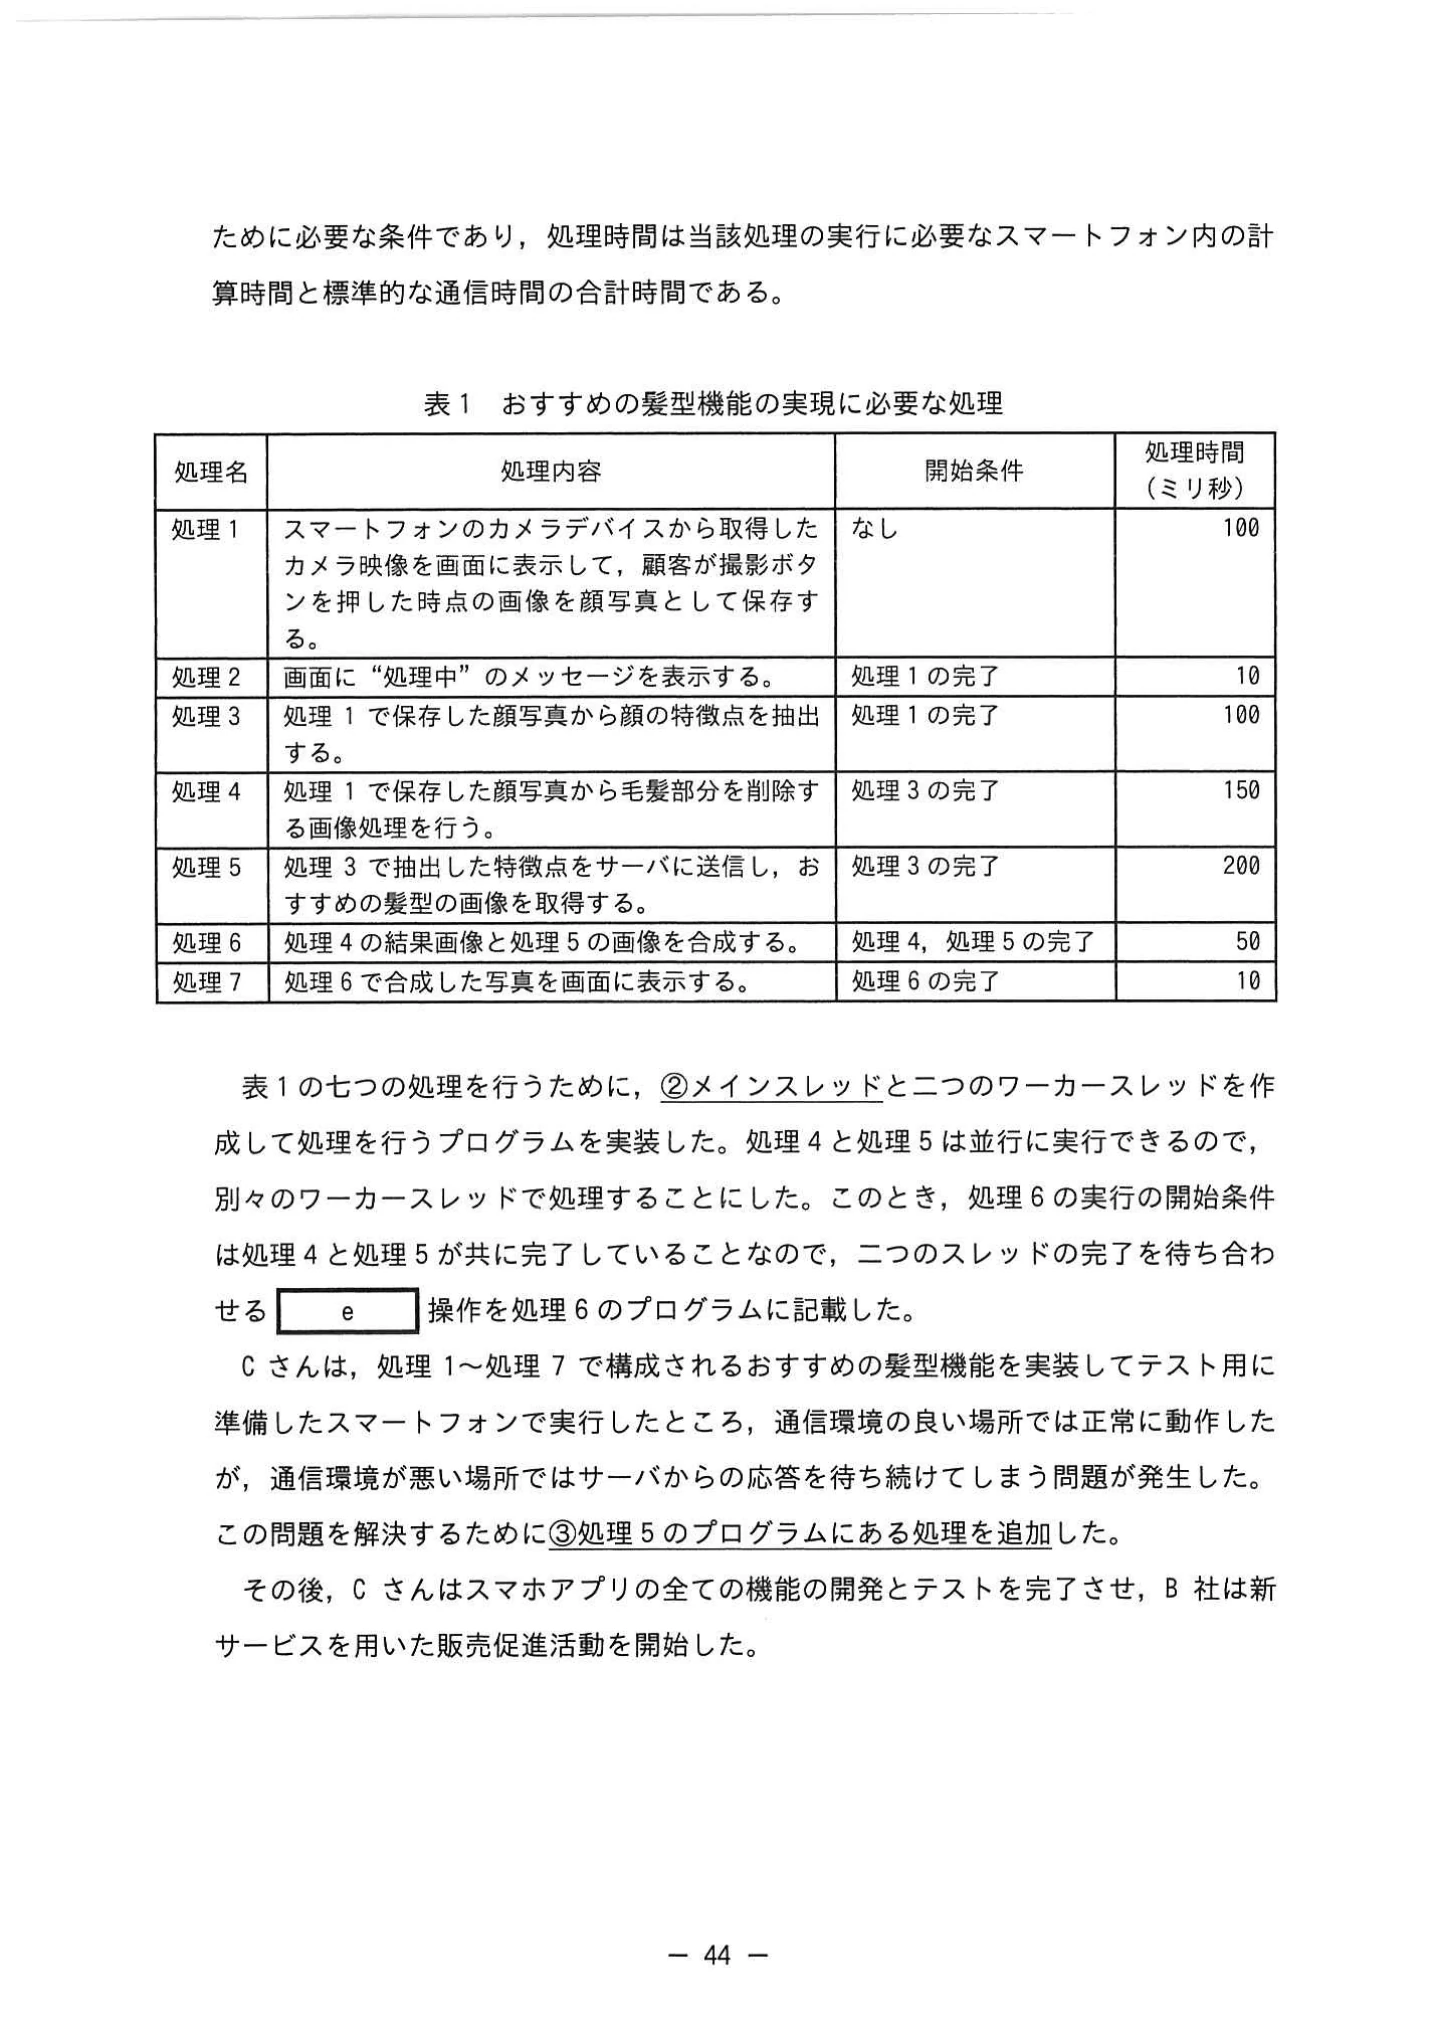 ために必要な条件であり，処理時間は当該処理の実行に必要なスマートフォン内の計
算時間と標準的な通信時間の合計時間である。
表1 おすすめの髪型機能の実現に必要な処理
処理名 処理内容 開始条件 処理時間
（ミリ秒）
処理1 スマートフォンのカメラデバイスから取得した なし 100
カメラ映像を画面に表示して，顧客が撮影ボタ
ンを押した時点の画像を顔写真として保存す
る。
処理2 画面に“処理中”のメッセージを表示する。 処理1の完了 10
処理3 処理1で保存した顔写真から顔の特徴点を抽出 処理1の完了 100
する。
処理4 処理1で保存した顔写真から毛髪部分を削除す 処理3の完了 150
る画像処理を行う。
処理5 処理3で抽出した特徴点をサーバに送信し，お 処理3の完了 200
すすめの髪型の画像を取得する。
処理6 処理4の結果画像と処理5の画像を合成する。 処理4，処理5の完了 50
処理7 処理6で合成した写真を画面に表示する。 処理6の完了 10
表1の七つの処理を行うために，②メインスレッドと二つのワーカースレッドを作
成して処理を行うプログラムを実装した。処理4と処理5は並行に実行できるので，
別々のワーカースレッドで処理することにした。このとき，処理6の実行の開始条件
は処理4と処理5が共に完了していることなので，二つのスレッドの完了を待ち合わ
せる e 操作を処理6のプログラムに記載した。
Cさんは，処理1～処理7で構成されるおすすめの髪型機能を実装してテスト用に
準備したスマートフォンで実行したところ，通信環境の良い場所では正常に動作した
が，通信環境が悪い場所ではサーバからの応答を待ち続けてしまう問題が発生した。
この問題を解決するために③処理5のプログラムにある処理を追加した。
その後，Cさんはスマホアプリの全ての機能の開発とテストを完了させ，B社は新
サービスを用いた販売促進活動を開始した。
－ 44 －